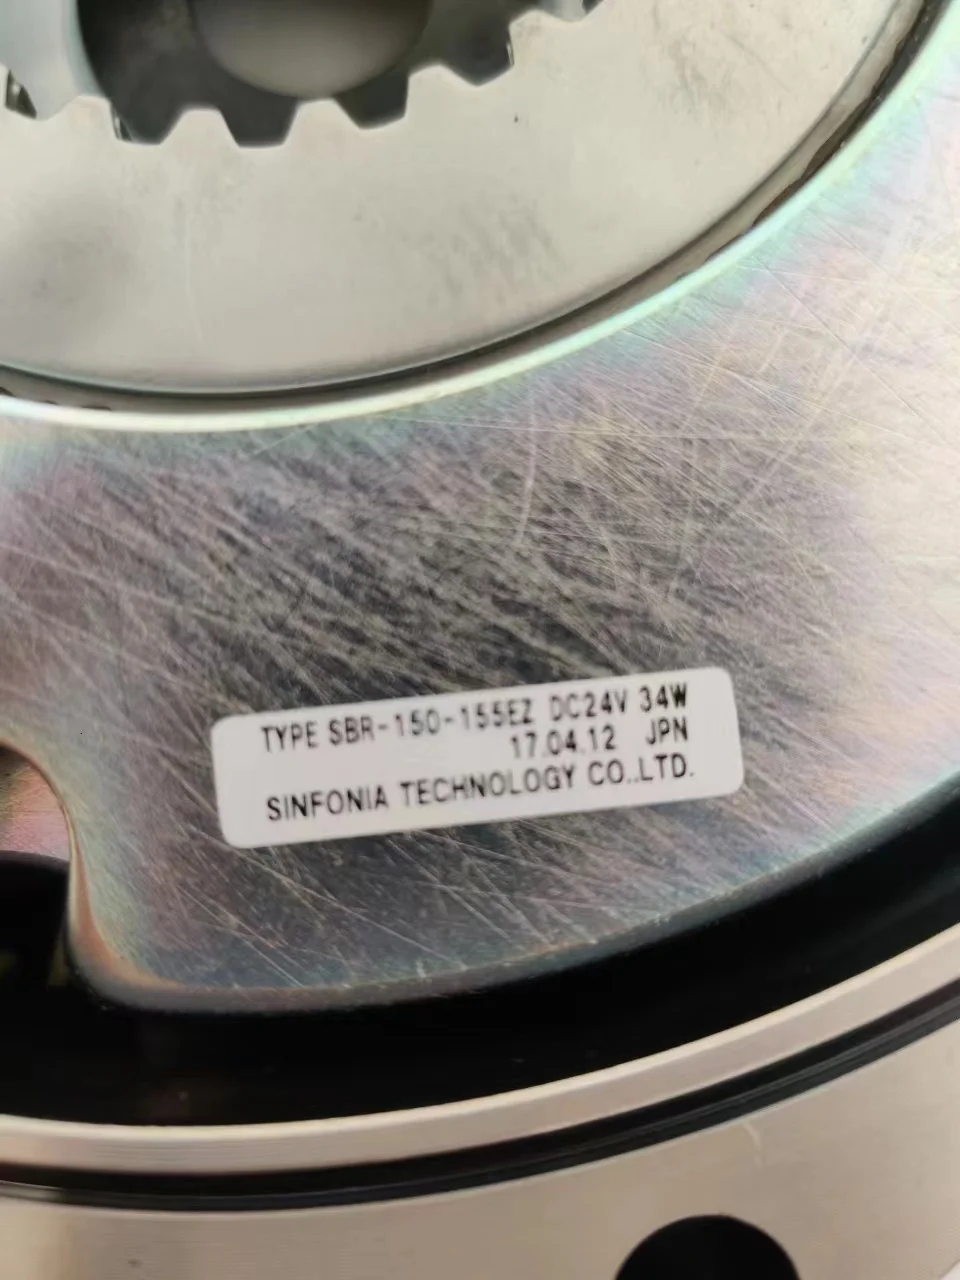 TYPE SBR-150-155EZ DC24V 34W
17.04.12 JPN
SINFONIA TECHNOLOGY CO.,LTD.